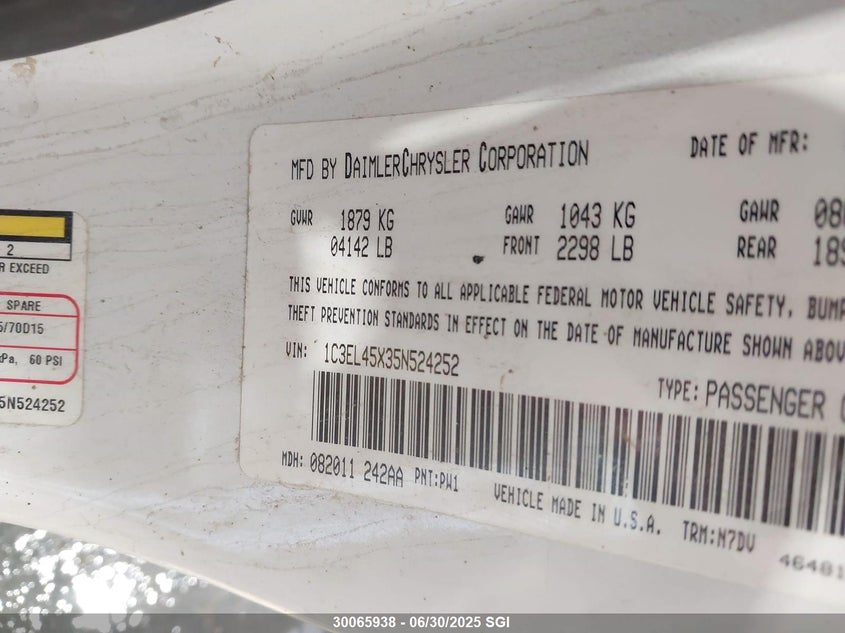 MFD BY DAIMLERCHRYSLER CORPORATION DATE OF MFR:
GVWR 1879 KG GAWR 1043 KG GAWR
04142 LB FRONT 2298 LB REAR
THIS VEHICLE CONFORMS TO ALL APPLICABLE FEDERAL MOTOR VEHICLE SAFETY,
THEFT PREVENTION STANDARDS IN EFFECT ON THE DATE OF MANUFACTURE SHOWN
VIN: 1C3EL45X35N524252
TYPE: PASSENGER
MDH: 082011 242AA PNT:PW1
VEHICLE MADE IN U.S.A. TRM:N7DV
46481
2
R EXCEED
SPARE
5/70D15
kPa, 60 PSI
5N524252
30065938 - 06/30/2025 SGI